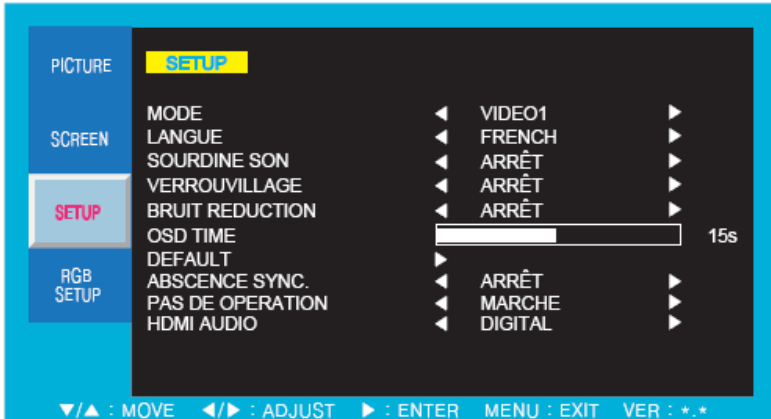 PICTURE
SCREEN
SETUP
RGB
SETUP
SETUP
MODE ◀ VIDEO1 ▶
LANGUE ◀ FRENCH ▶
SOURDINE SON ◀ ARRÊT ▶
VERROUVILLAGE ◀ ARRÊT ▶
BRUIT REDUCTION ◀ ARRÊT ▶
OSD TIME 15s
DEFAULT ▶
ABSCENCE SYNC. ◀ ARRÊT ▶
PAS DE OPERATION ◀ MARCHE ▶
HDMI AUDIO ◀ DIGITAL ▶
▼/▲ : MOVE ◀/▶ : ADJUST ▶ : ENTER MENU : EXIT VER : *.*